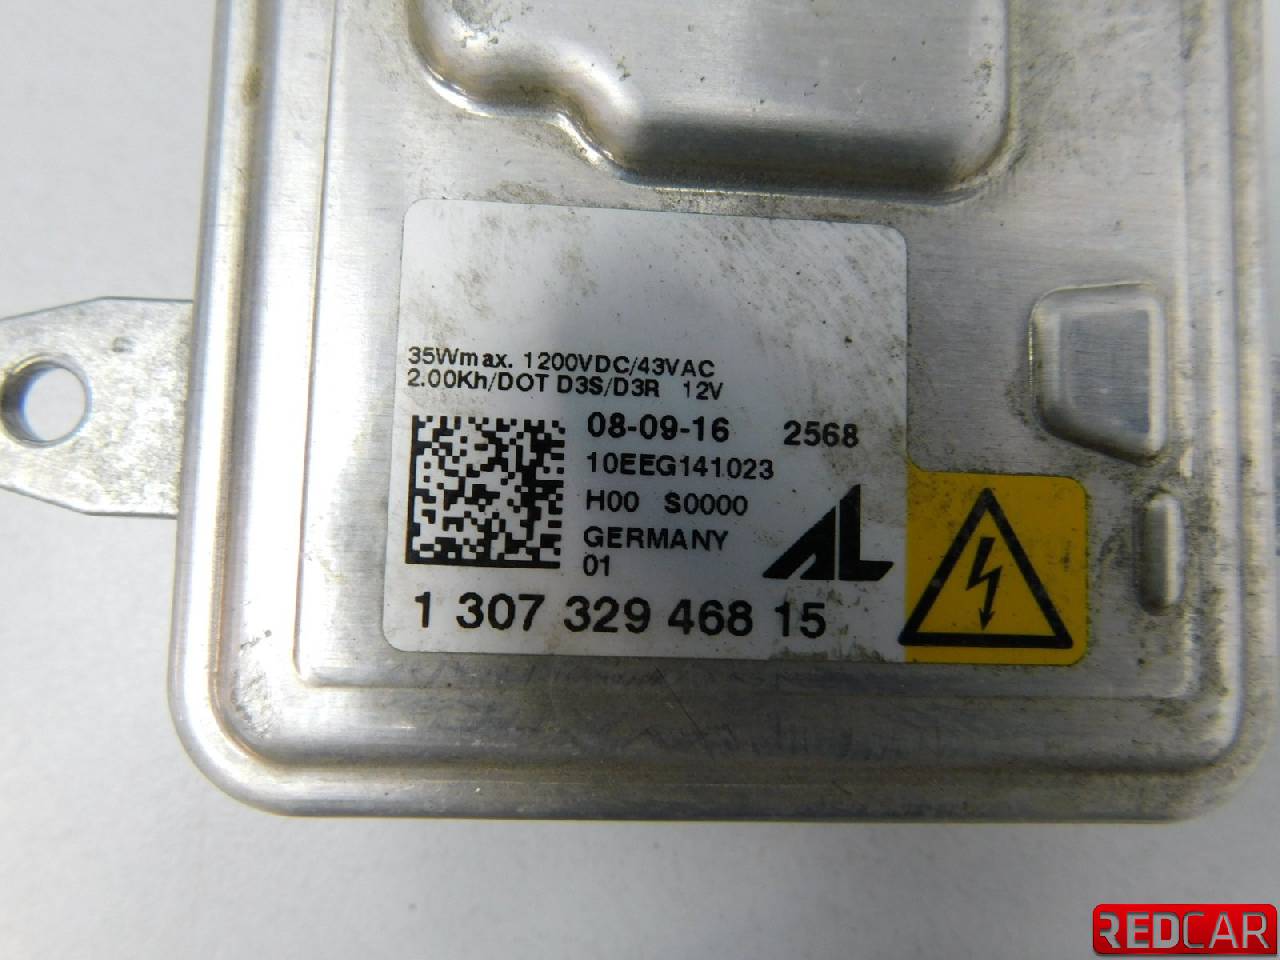 35Wmax. 1200VDC/43VAC
2.00Kh/DOT D3S/D3R 12V
08-09-16 2568
10EEG141023
H00 S0000
GERMANY
01
AL
1 307 329 468 15
REDCAR